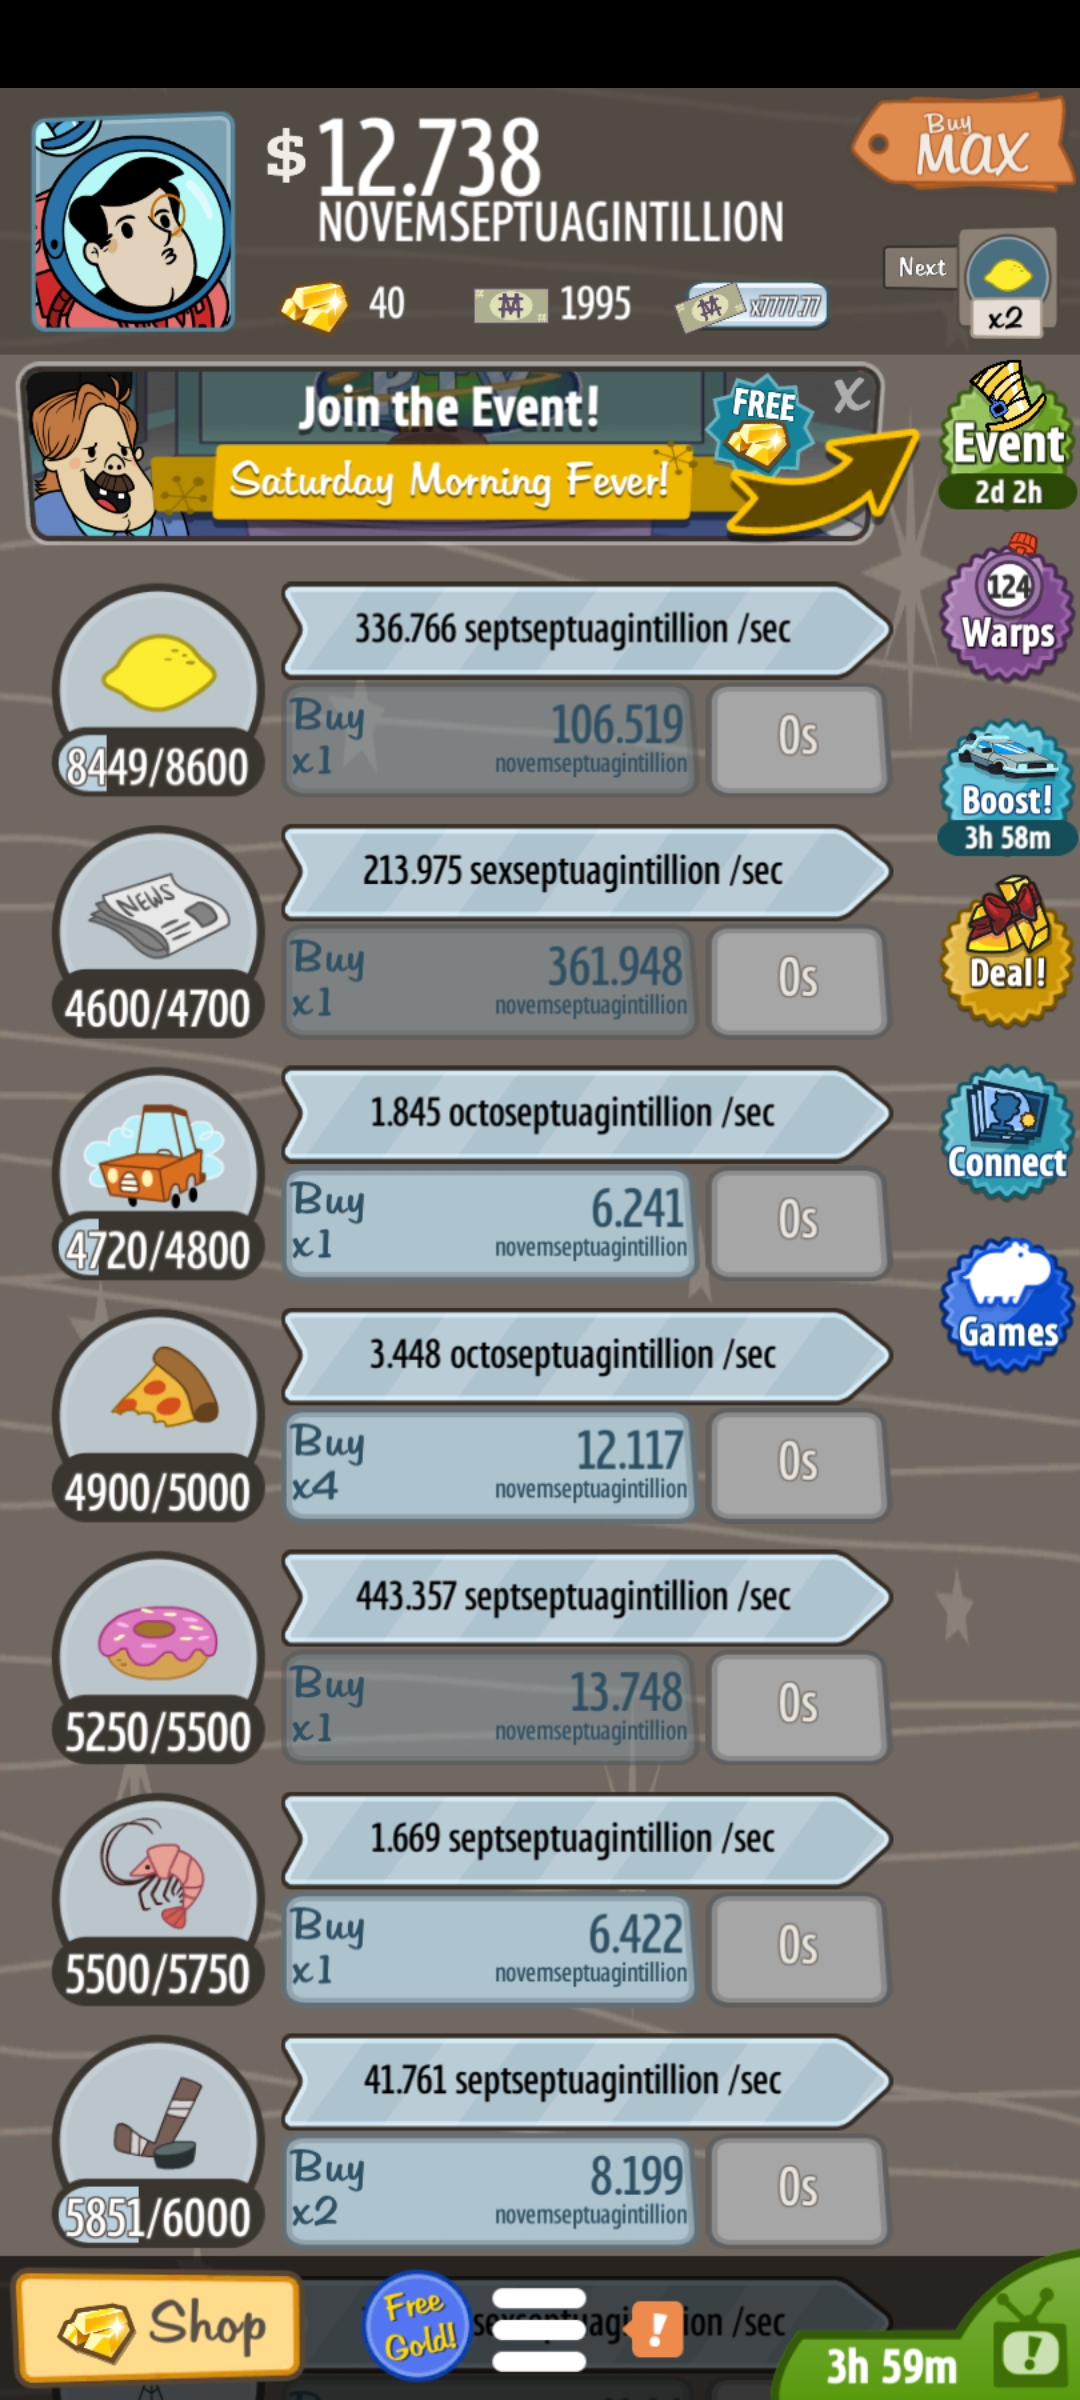 $ 12.738
NOVEMSEPTUAGINTILLION
Buy
MAX
40
1995
x7777.77
Next
x2
Join the Event!
Saturday Morning Fever!
FREE
X
Event
2d 2h
124
Warps
Boost!
3h 58m
Deal!
Connect
Games
336.766 septseptuagintillion /sec
Buy
x1
106.519
novemseptuagintillion
0s
8449/8600
NEWS
213.975 sexseptuagintillion /sec
Buy
x1
361.948
novemseptuagintillion
0s
4600/4700
1.845 octoseptuagintillion /sec
Buy
x1
6.241
novemseptuagintillion
0s
4720/4800
3.448 octoseptuagintillion /sec
Buy
x4
12.117
novemseptuagintillion
0s
4900/5000
443.357 septseptuagintillion /sec
Buy
x1
13.748
novemseptuagintillion
0s
5250/5500
1.669 septseptuagintillion /sec
Buy
x1
6.422
novemseptuagintillion
0s
5500/5750
41.761 septseptuagintillion /sec
Buy
x2
8.199
novemseptuagintillion
0s
5851/6000
Shop
Free
Gold!
!
/sec
3h 59m
!